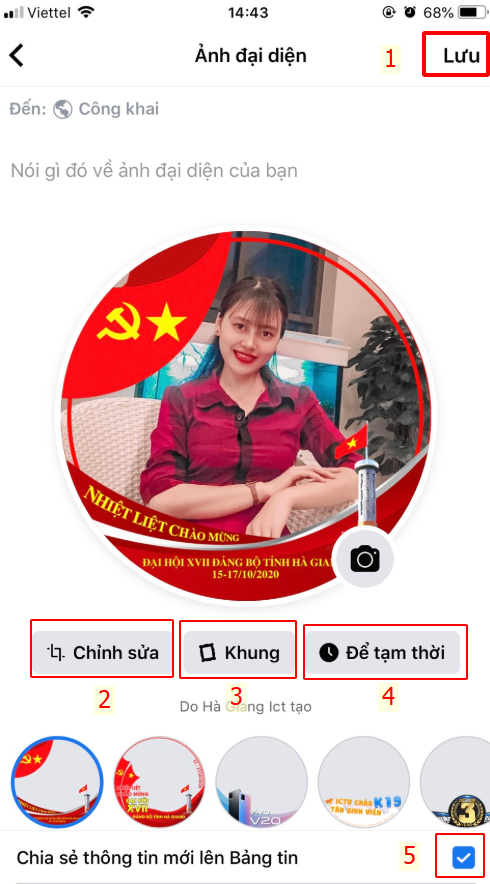 Viettel 14:43 68%
Ảnh đại diện 1 Lưu
Đến: Công khai
Nói gì đó về ảnh đại diện của bạn
NHIỆT LIỆT CHÀO MỪNG
ĐẠI HỘI XVII ĐẢNG BỘ TỈNH HÀ GIA
15-17/10/2020
Chỉnh sửa Khung Để tạm thời
2 3 4
Do Hà Giang Ict tạo
XVII
V20
ICTU CHÀO K19
TÂN SINH VIÊN
3
5
Chia sẻ thông tin mới lên Bảng tin